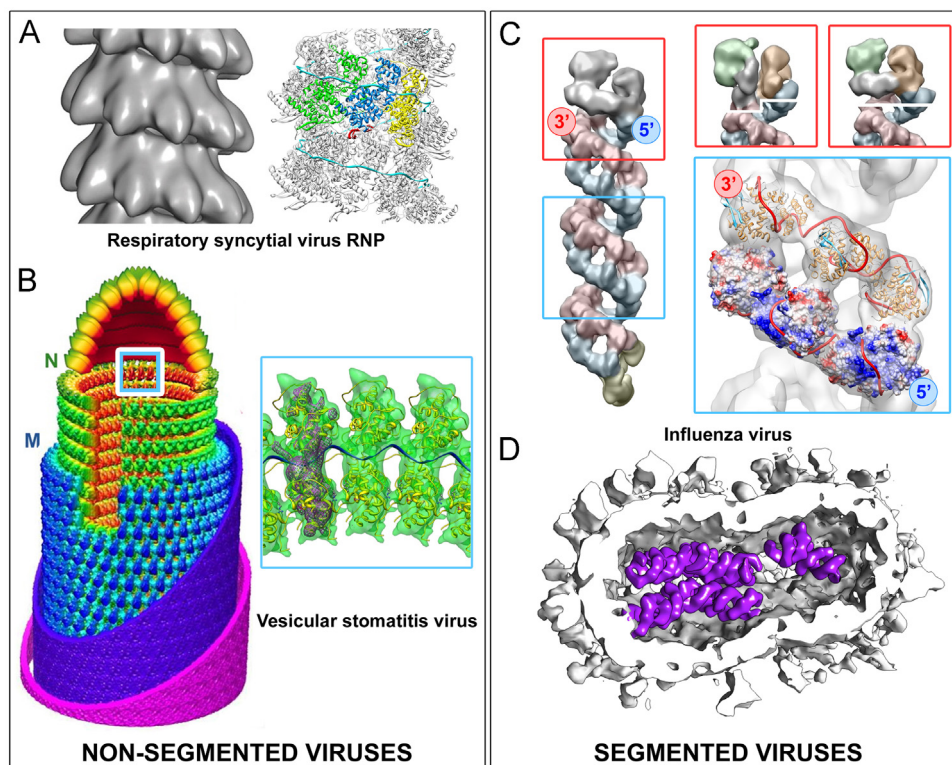 A
Respiratory syncytial virus RNP
B
N
M
Vesicular stomatitis virus
NON-SEGMENTED VIRUSES
C
3’
5’
3’
5’
Influenza virus
D
SEGMENTED VIRUSES